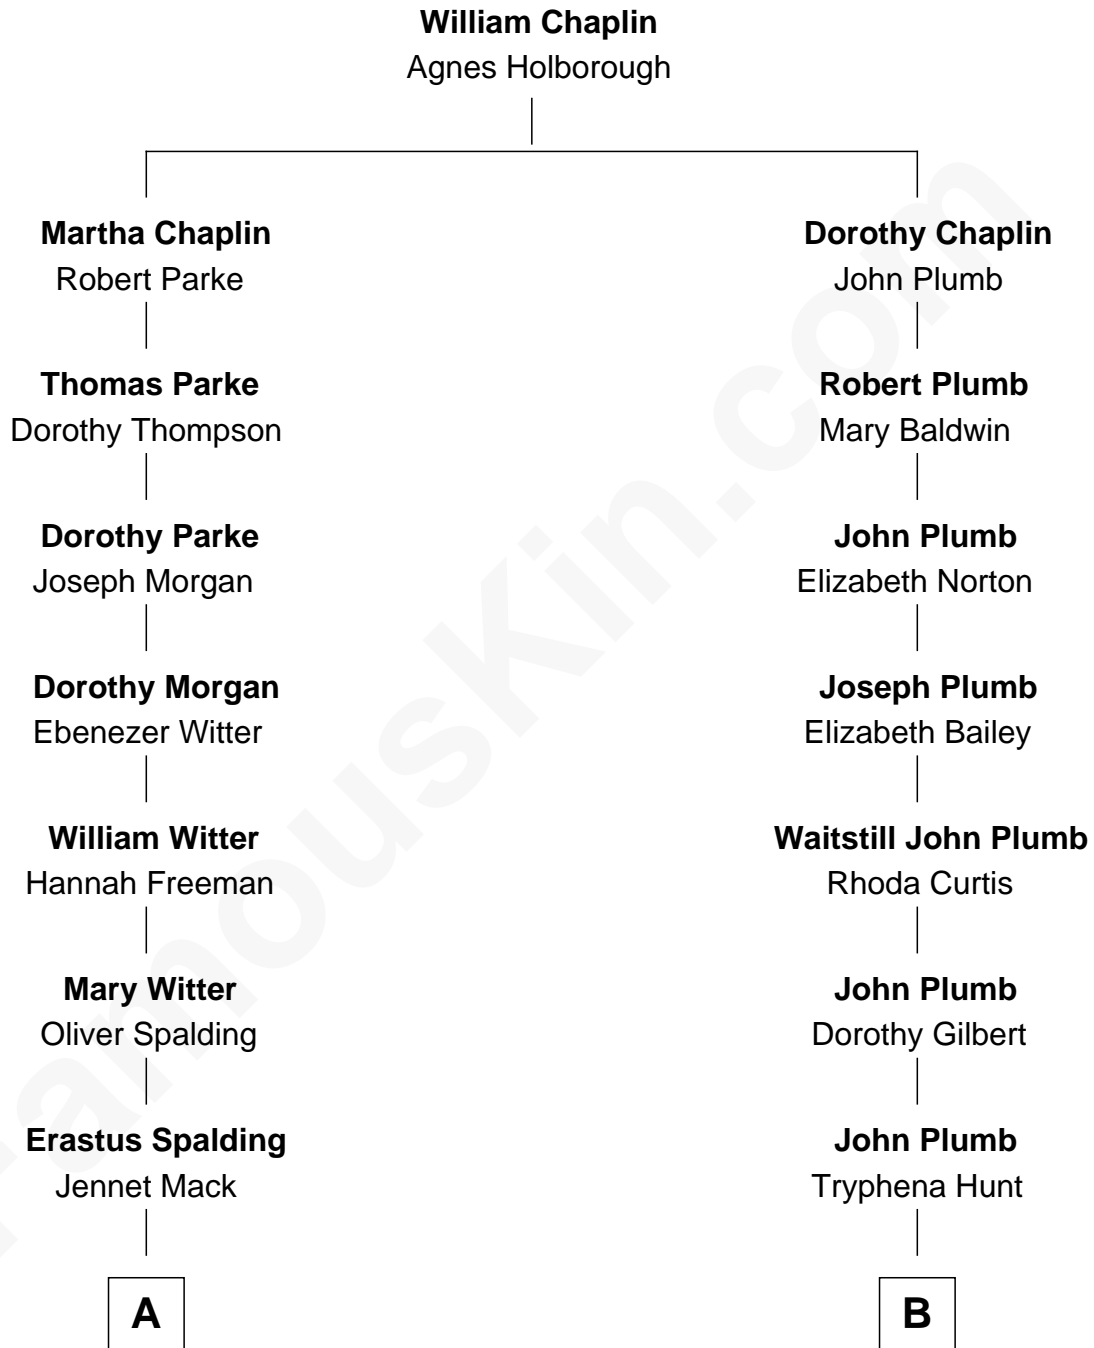 William Chaplin
Agnes Holborough
Martha Chaplin
Robert Parke
Dorothy Chaplin
John Plumb
Thomas Parke
Dorothy Thompson
Robert Plumb
Mary Baldwin
Dorothy Parke
Joseph Morgan
John Plumb
Elizabeth Norton
Dorothy Morgan
Ebenezer Witter
Joseph Plumb
Elizabeth Bailey
William Witter
Hannah Freeman
Waitstill John Plumb
Rhoda Curtis
Mary Witter
Oliver Spalding
John Plumb
Dorothy Gilbert
Erastus Spalding
Jennet Mack
John Plumb
Tryphena Hunt
A
B
FamousKin.com